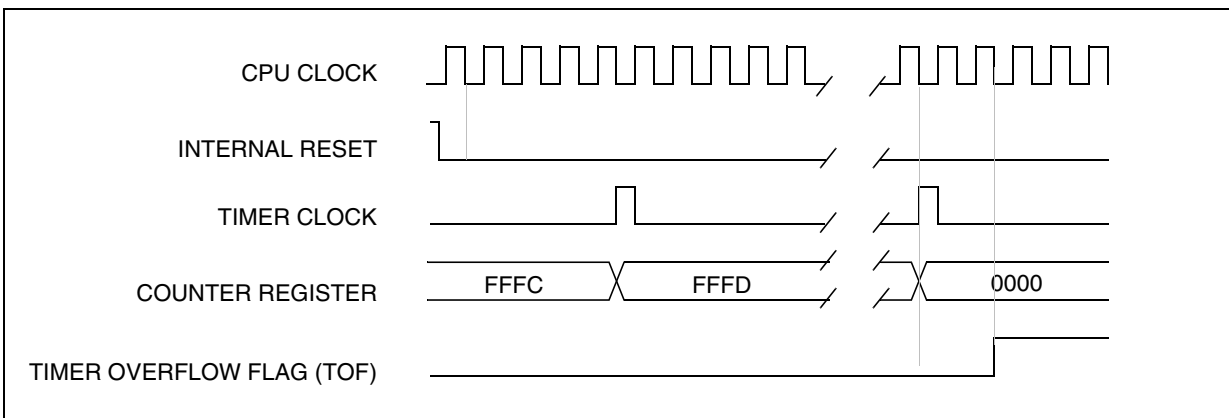 CPU CLOCK
INTERNAL RESET
TIMER CLOCK
COUNTER REGISTER FFFC FFFD 0000
TIMER OVERFLOW FLAG (TOF)